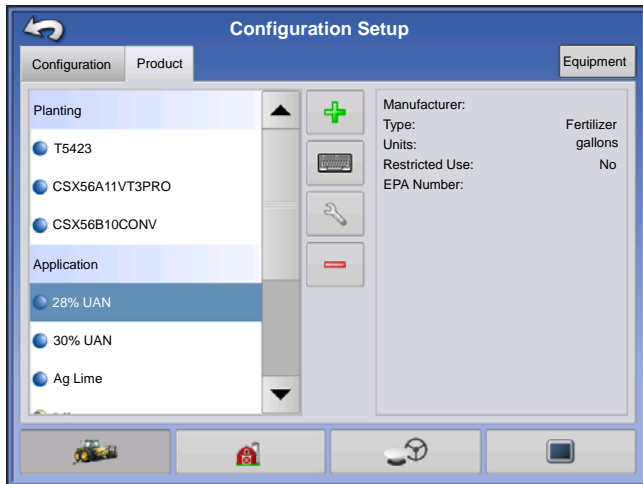 Configuration Setup
Configuration
Product
Equipment
Planting
T5423
CSX56A11VT3PRO
CSX56B10CONV
Application
28% UAN
30% UAN
Ag Lime
Manufacturer:
Type: Fertilizer
Units: gallons
Restricted Use: No
EPA Number: